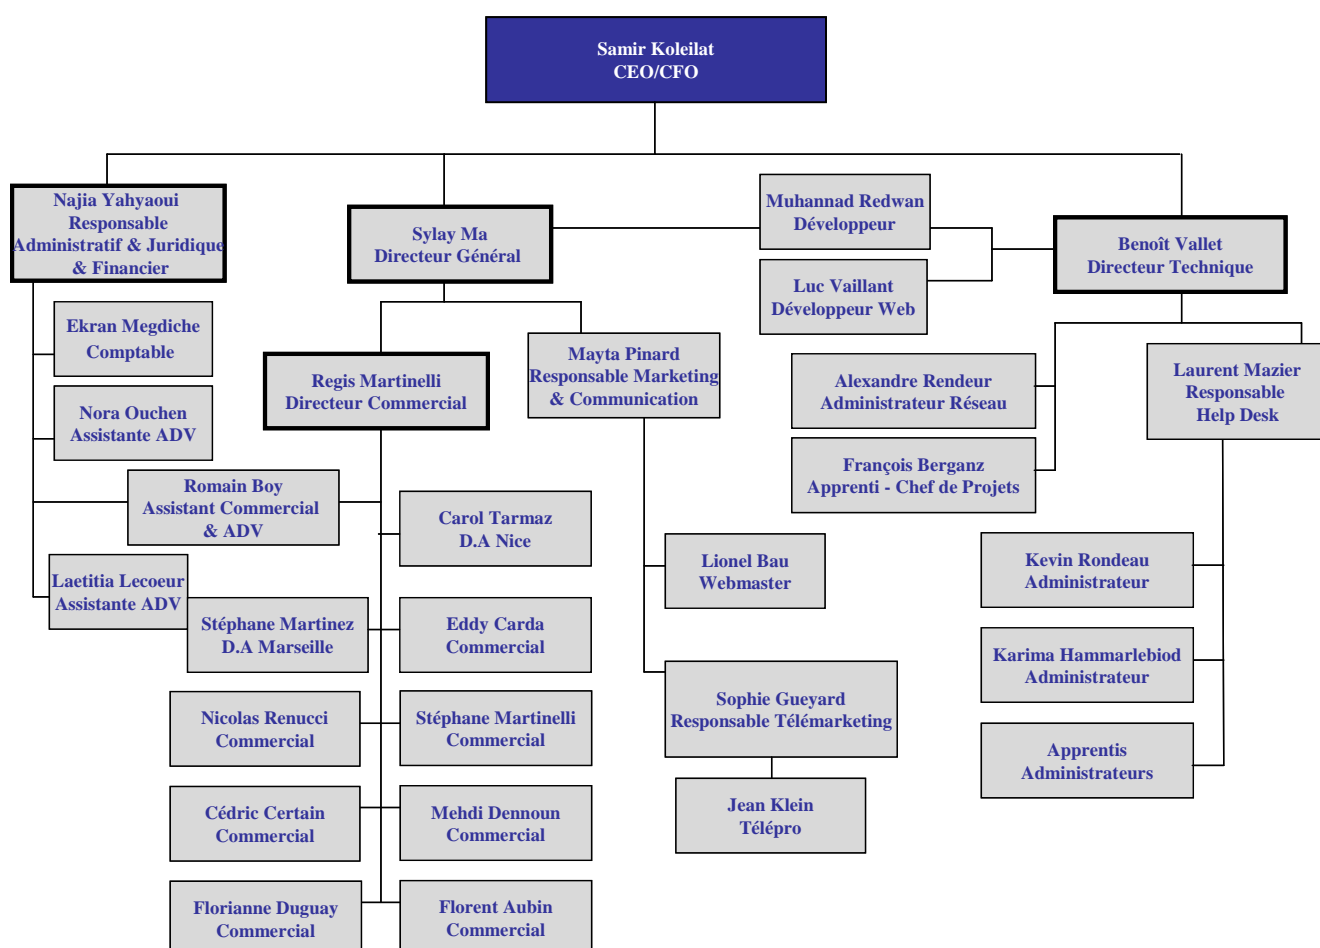 Samir Koleilat
CEO/CFO
Najia Yahyaoui
Responsable
Administratif & Juridique
& Financier
Sylay Ma
Directeur Général
Muhannad Redwan
Développeur
Luc Vaillant
Développeur Web
Benoît Vallet
Directeur Technique
Ekran Megdiche
Comptable
Nora Ouchen
Assistante ADV
Regis Martinelli
Directeur Commercial
Mayta Pinard
Responsable Marketing
& Communication
Alexandre Rendeur
Administrateur Réseau
François Berganz
Apprenti - Chef de Projets
Laurent Mazier
Responsable
Help Desk
Romain Boy
Assistant Commercial
& ADV
Laetitia Lecoeur
Assistante ADV
Carol Tarmaz
D.A Nice
Stéphane Martinez
D.A Marseille
Eddy Carda
Commercial
Nicolas Renucci
Commercial
Stéphane Martinelli
Commercial
Cédric Certain
Commercial
Mehdi Dennoun
Commercial
Florianne Duguay
Commercial
Florent Aubin
Commercial
Lionel Bau
Webmaster
Sophie Gueyard
Responsable Télémarketing
Jean Klein
Télépro
Kevin Rondeau
Administrateur
Karima Hammarlebiod
Administrateur
Apprentis
Administrateurs